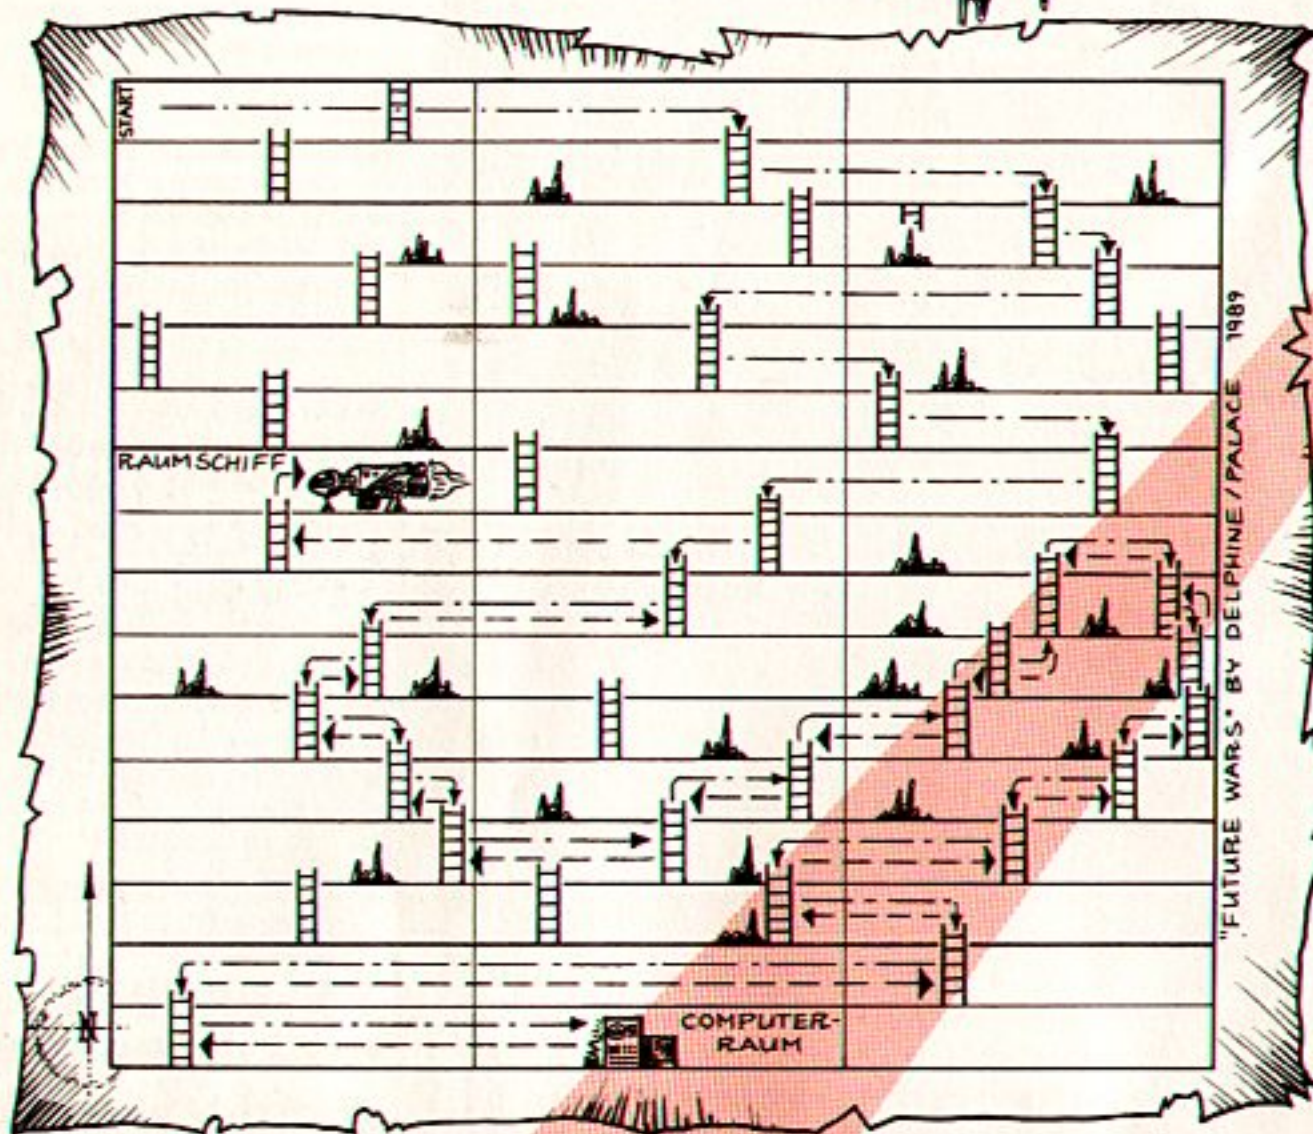 START
RAUMSCHIFF
COMPUTER-
RAUM
"FUTURE WARS" BY DELPHINE/PALACE 1989
N